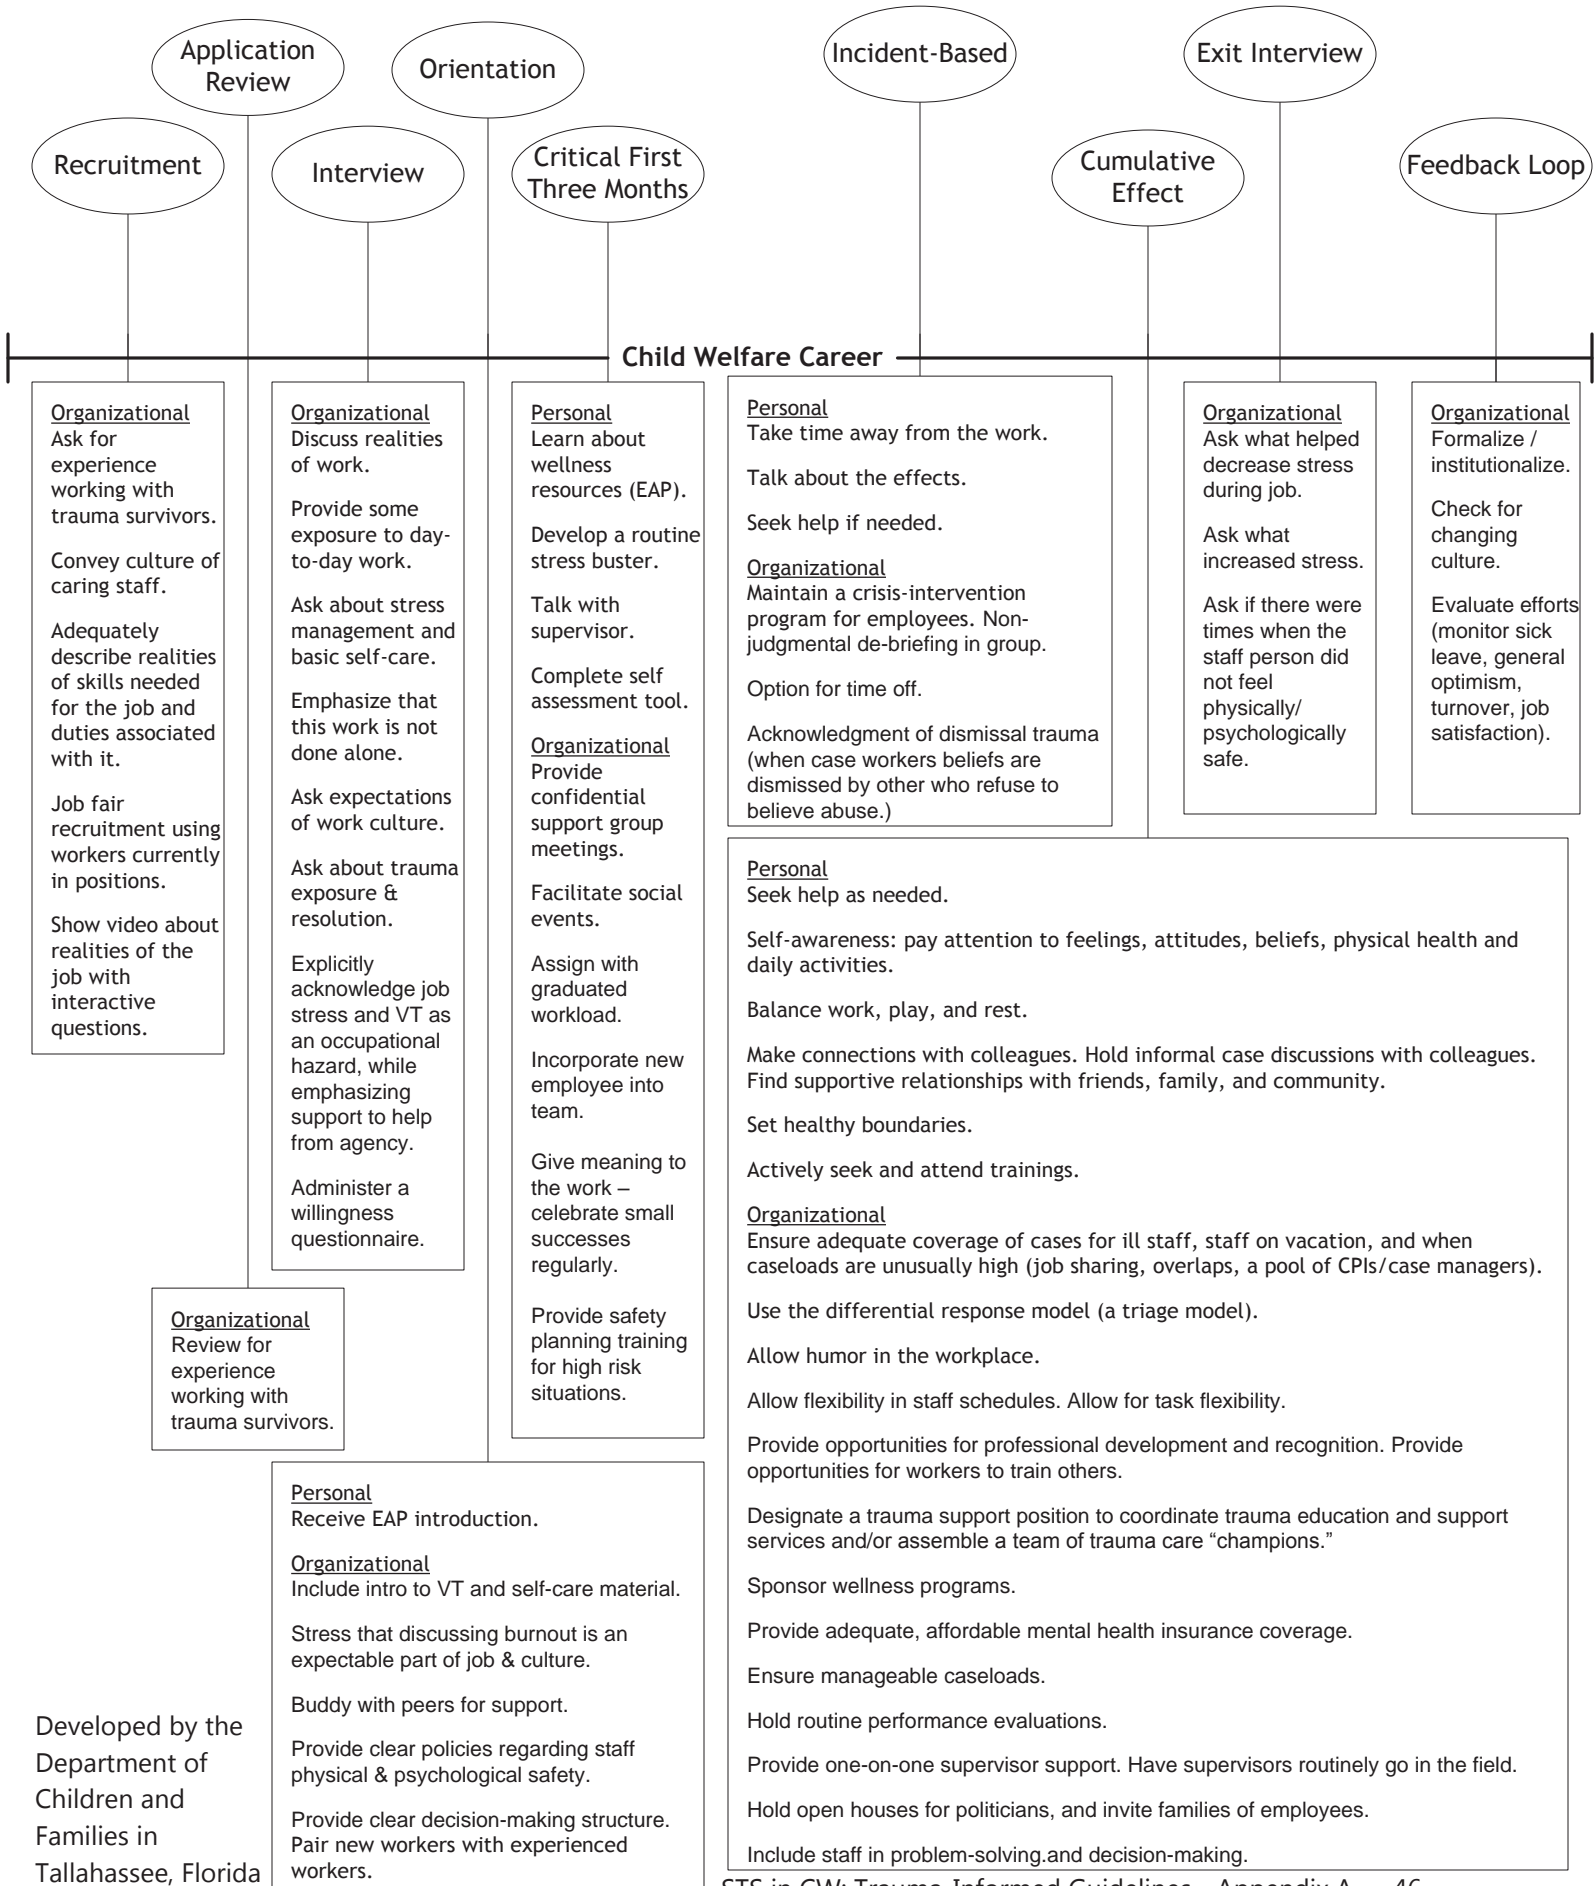 Application
Review
Orientation
Incident-Based
Exit Interview
Recruitment
Interview
Critical First
Three Months
Cumulative
Effect
Feedback Loop
Child Welfare Career
Organizational
Ask for
experience
working with
trauma survivors.
Convey culture of
caring staff.
Adequately
describe realities
of skills needed
for the job and
duties associated
with it.
Job fair
recruitment using
workers currently
in positions.
Show video about
realities of the
job with
interactive
questions.
Organizational
Review for
experience
working with
trauma survivors.
Organizational
Discuss realities
of work.
Provide some
exposure to day-
to-day work.
Ask about stress
management and
basic self-care.
Emphasize that
this work is not
done alone.
Ask expectations
of work culture.
Ask about trauma
exposure &
resolution.
Explicitly
acknowledge job
stress and VT as
an occupational
hazard, while
emphasizing
support to help
from agency.
Administer a
willingness
questionnaire.
Personal
Receive EAP introduction.
Organizational
Include intro to VT and self-care material.
Stress that discussing burnout is an
expectable part of job & culture.
Buddy with peers for support.
Provide clear policies regarding staff
physical & psychological safety.
Provide clear decision-making structure.
Pair new workers with experienced
workers.
Personal
Learn about
wellness
resources (EAP).
Develop a routine
stress buster.
Talk with
supervisor.
Complete self
assessment tool.
Organizational
Provide
confidential
support group
meetings.
Facilitate social
events.
Assign with
graduated
workload.
Incorporate new
employee into
team.
Give meaning to
the work –
celebrate small
successes
regularly.
Provide safety
planning training
for high risk
situations.
Personal
Take time away from the work.
Talk about the effects.
Seek help if needed.
Organizational
Maintain a crisis-intervention
program for employees. Non-
judgmental de-briefing in group.
Option for time off.
Acknowledgment of dismissal trauma
(when case workers beliefs are
dismissed by other who refuse to
believe abuse.)
Personal
Seek help as needed.
Self-awareness: pay attention to feelings, attitudes, beliefs, physical health and
daily activities.
Balance work, play, and rest.
Make connections with colleagues. Hold informal case discussions with colleagues.
Find supportive relationships with friends, family, and community.
Set healthy boundaries.
Actively seek and attend trainings.
Organizational
Ensure adequate coverage of cases for ill staff, staff on vacation, and when
caseloads are unusually high (job sharing, overlaps, a pool of CPIs/case managers).
Use the differential response model (a triage model).
Allow humor in the workplace.
Allow flexibility in staff schedules. Allow for task flexibility.
Provide opportunities for professional development and recognition. Provide
opportunities for workers to train others.
Designate a trauma support position to coordinate trauma education and support
services and/or assemble a team of trauma care “champions.”
Sponsor wellness programs.
Provide adequate, affordable mental health insurance coverage.
Ensure manageable caseloads.
Hold routine performance evaluations.
Provide one-on-one supervisor support. Have supervisors routinely go in the field.
Hold open houses for politicians, and invite families of employees.
Include staff in problem-solving.and decision-making.
Organizational
Ask what helped
decrease stress
during job.
Ask what
increased stress.
Ask if there were
times when the
staff person did
not feel
physically/
psychologically
safe.
Organizational
Formalize /
institutionalize.
Check for
changing
culture.
Evaluate efforts
(monitor sick
leave, general
optimism,
turnover, job
satisfaction).
Developed by the
Department of
Children and
Families in
Tallahassee, Florida
STS in CW: Trauma-Informed Guidelines - Appendix A 46